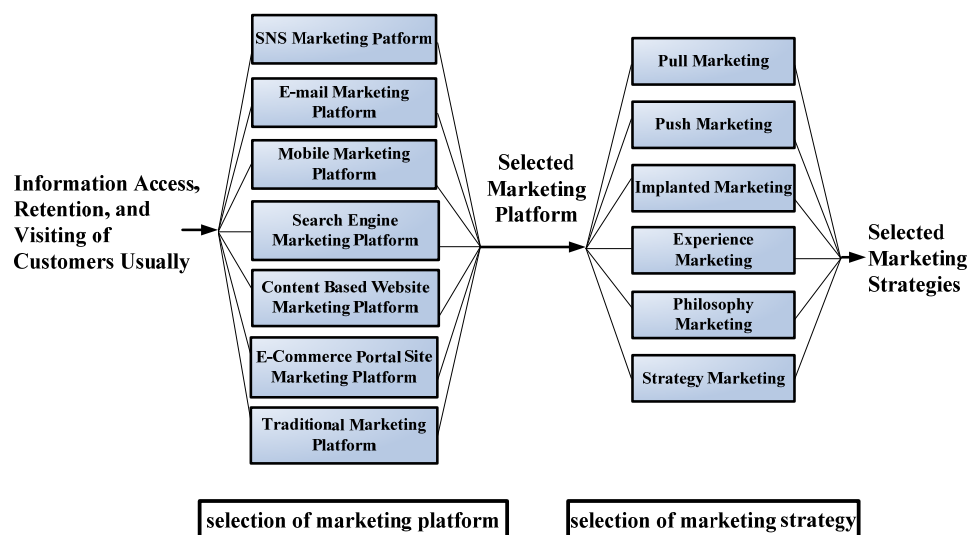 Information Access,
Retention, and
Visiting of
Customers Usually
SNS Marketing Patform
E-mail Marketing
Platform
Mobile Marketing
Platform
Search Engine
Marketing Platform
Content Based Website
Marketing Platform
E-Commerce Portal Site
Marketing Platform
Traditional Marketing
Platform
Selected
Marketing
Platform
Pull Marketing
Push Marketing
Implanted Marketing
Experience
Marketing
Philosophy
Marketing
Strategy Marketing
Selected
Marketing
Strategies
selection of marketing platform
selection of marketing strategy